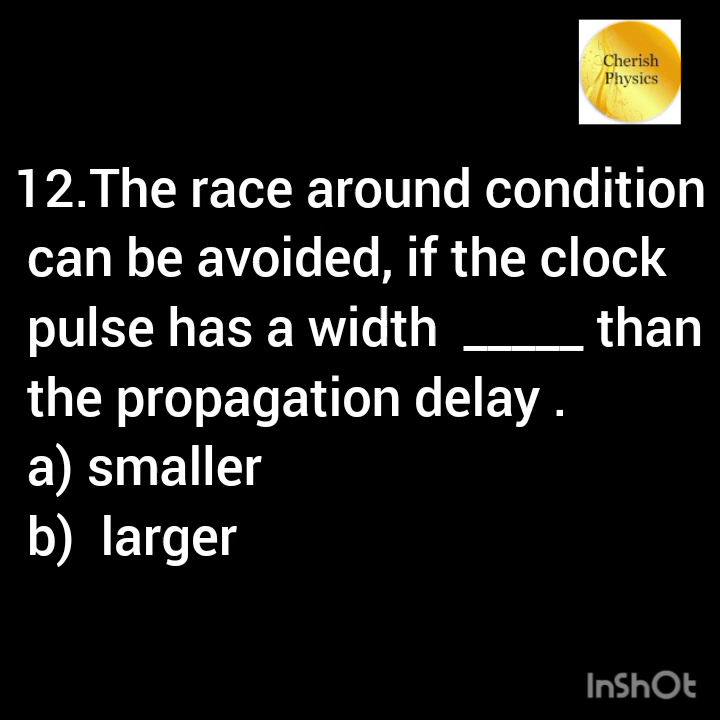 Cherish
Physics
12.The race around condition
can be avoided, if the clock
pulse has a width _____ than
the propagation delay .
a) smaller
b) larger
InShOt